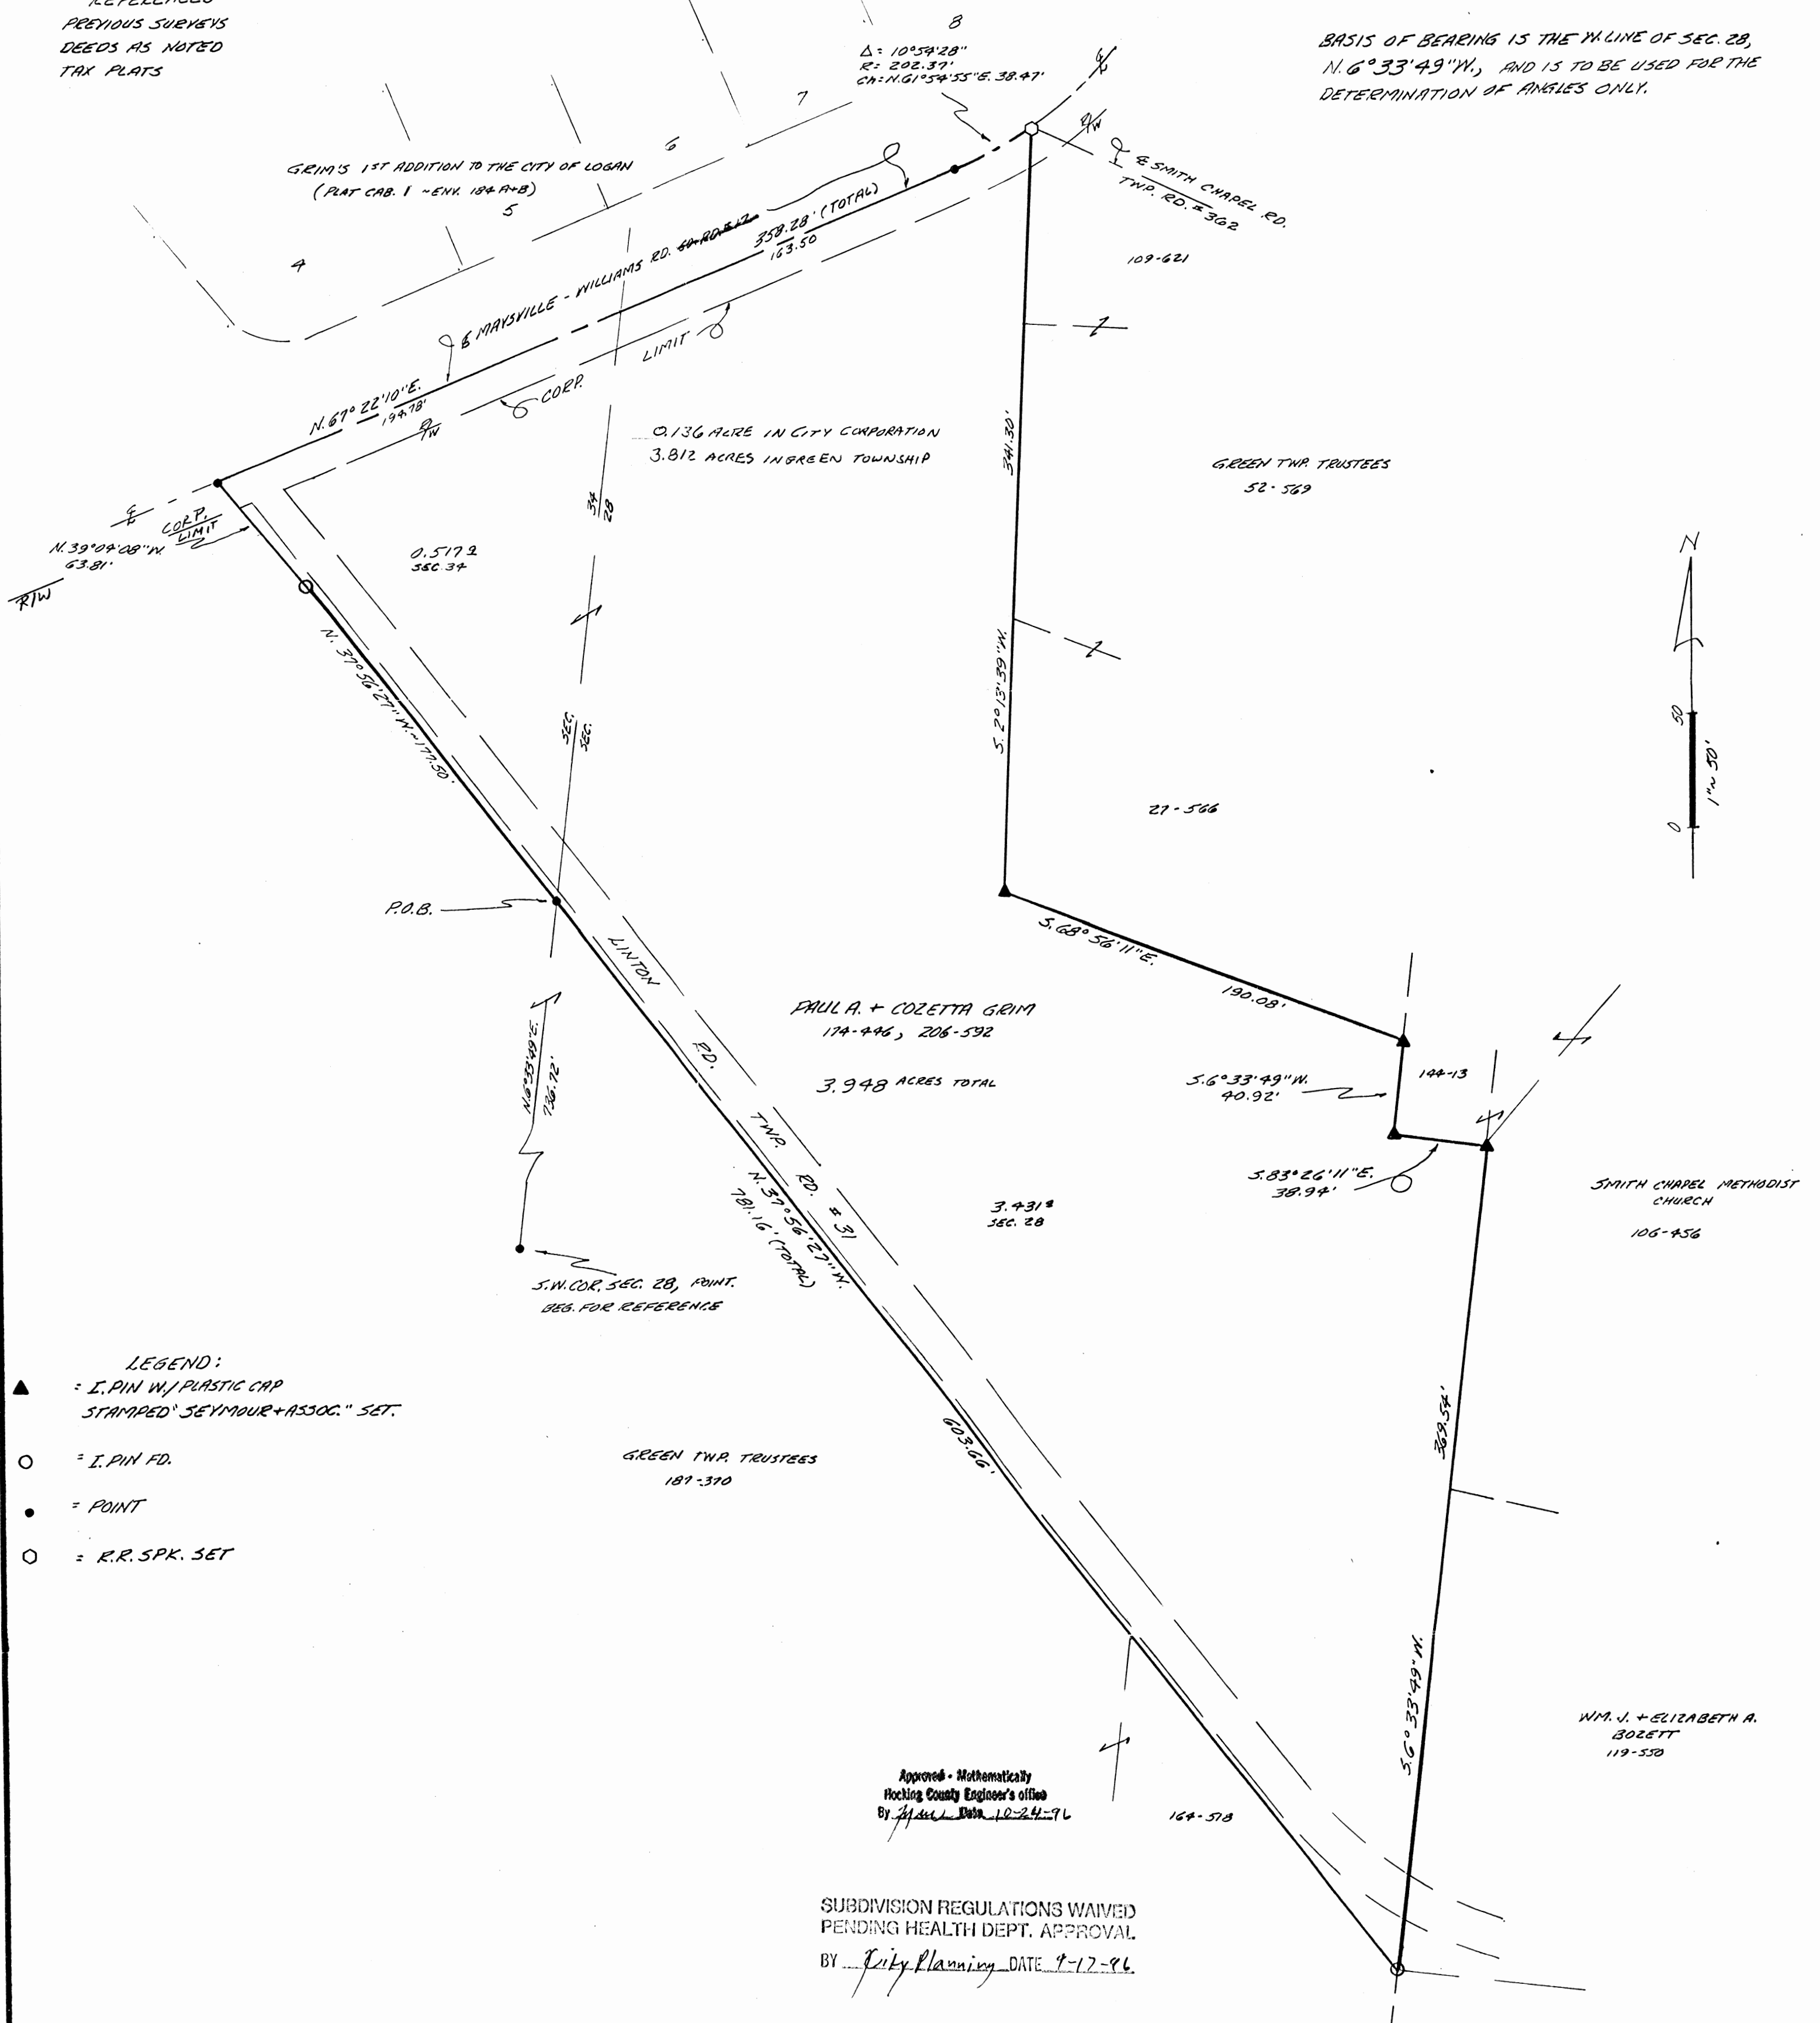 REFERENCES
PREVIOUS SURVEYS
DEEDS AS NOTED
TAX PLATS
8
Δ = 10°54'28"
R = 202.37'
CH = N.61°54'55"E. 38.47'
BASIS OF BEARING IS THE W. LINE OF SEC. 28,
N. 6°33'49"W., AND IS TO BE USED FOR THE
DETERMINATION OF ANGLES ONLY.
7
6
GRIM'S 1ST ADDITION TO THE CITY OF LOGAN
(PLAT CAB. 1 ~ ENV. 184 A+B)
5
4
℄
R/W
℄ SMITH CHAPEL RD.
TWP. RD. # 362
℄ MAYSVILLE - WILLIAMS RD.
358.28' (TOTAL)
163.50
109-621
LIMIT
CORP.
N. 67° 22'10"E.
194.78'
R/W
0.136 ACRE IN CITY CORPORATION
3.812 ACRES IN GREEN TOWNSHIP
341.30'
GREEN TWP. TRUSTEES
52-569
34
28
℄
CORP.
LIMIT
N. 39°04'08"W.
63.81'
R/W
0.517 a
SEC. 34
N
N. 37°56'27"W. ~ 177.50'
SEC.
SEC.
S. 2°13'39"W.
50
0
1" ~ 50'
27-566
P.O.B.
LINTON
RD.
TWP.
RD. # 31
S. 68° 56' 11" E.
190.08'
PAUL A. + COZETTA GRIM
174-446, 206-592
3.948 ACRES TOTAL
N. 6°33'49"E.
736.72'
S. 6°33'49"W.
40.92'
144-13
S. 83°26'11"E.
38.94'
SMITH CHAPEL METHODIST
CHURCH
106-456
N. 37°56'27"W.
781.16' (TOTAL)
3.431 a
SEC. 28
S.W. COR. SEC. 28, POINT.
BEG. FOR REFERENCE
LEGEND:
= I. PIN W/ PLASTIC CAP
STAMPED "SEYMOUR + ASSOC." SET.
= I. PIN FD.
= POINT
= R.R. SPK. SET
603.66'
369.54'
GREEN TWP. TRUSTEES
187-370
S. 6° 33' 49" W.
WM. J. + ELIZABETH A.
BOZETT
119-550
164-578
Approved - Mathematically
Hocking County Engineer's office
By Date 10-24-96
SUBDIVISION REGULATIONS WAIVED
PENDING HEALTH DEPT. APPROVAL
BY City Planning DATE 9-17-96